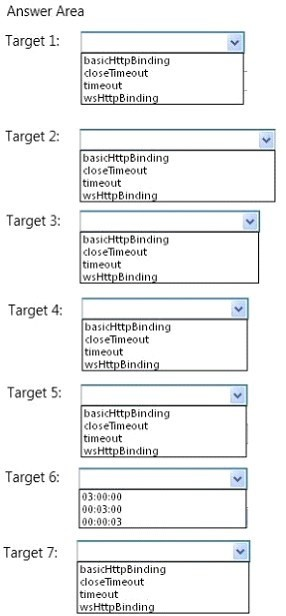 Answer Area
Target 1:
basicHttpBinding
closeTimeout
timeout
wsHttpBinding
Target 2:
basicHttpBinding
closeTimeout
timeout
wsHttpBinding
Target 3:
basicHttpBinding
closeTimeout
timeout
wsHttpBinding
Target 4:
basicHttpBinding
closeTimeout
timeout
wsHttpBinding
Target 5:
basicHttpBinding
closeTimeout
timeout
wsHttpBinding
Target 6:
03:00:00
00:03:00
00:00:03
Target 7:
basicHttpBinding
closeTimeout
timeout
wsHttpBinding